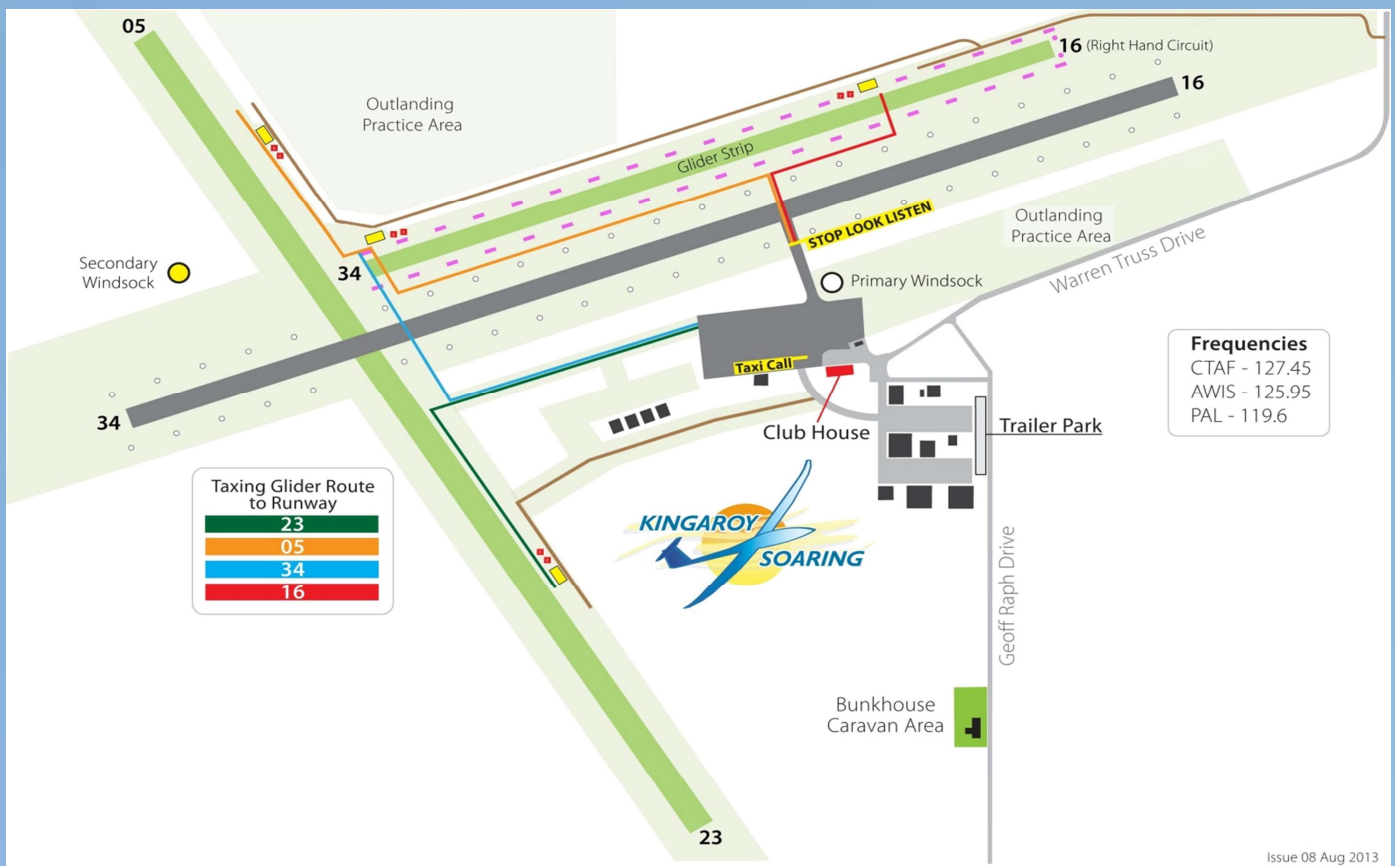 05
16 (Right Hand Circuit)
16
Outlanding
Practice Area
Glider Strip
STOP LOOK LISTEN
Outlanding
Practice Area
Secondary
Windsock
34
Primary Windsock
Warren Truss Drive
Frequencies
CTAF - 127.45
AWIS - 125.95
PAL - 119.6
Taxi Call
34
Club House
Trailer Park
Taxing Glider Route
to Runway
23
05
34
16
KINGAROY
SOARING
Geoff Raph Drive
Bunkhouse
Caravan Area
23
Issue 08 Aug 2013